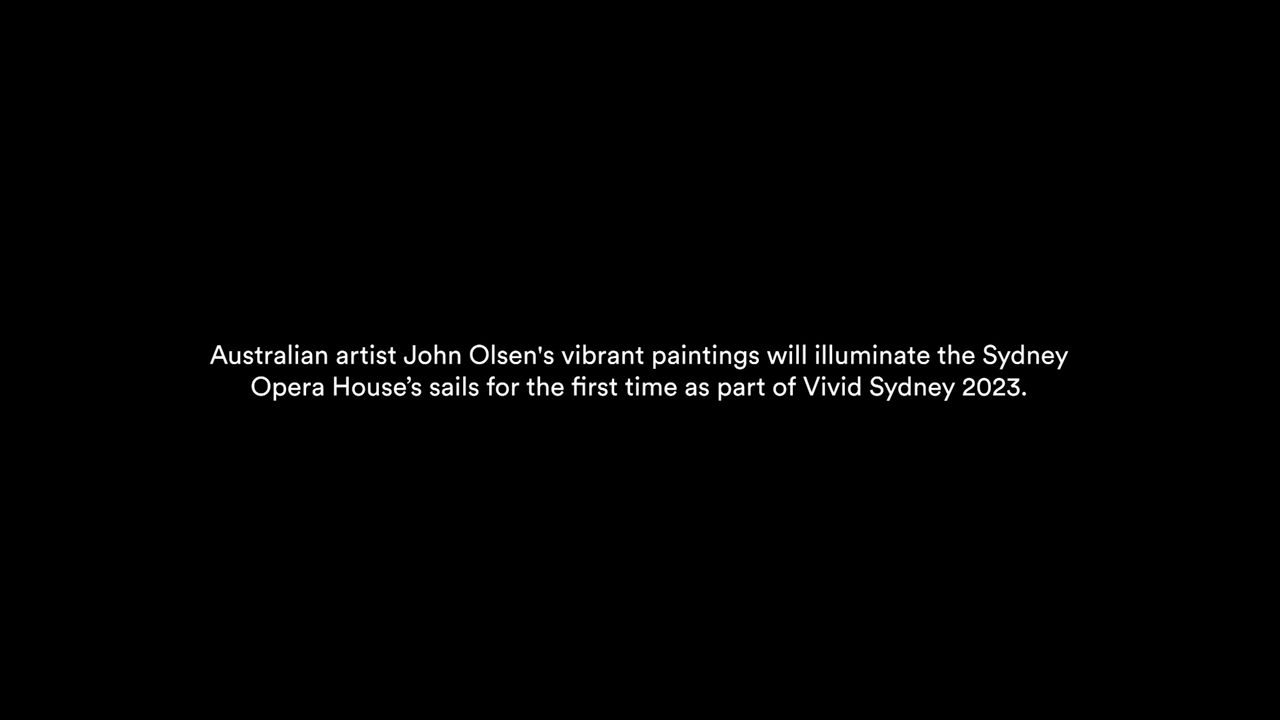 Australian artist John Olsen's vibrant paintings will illuminate the Sydney
Opera House’s sails for the first time as part of Vivid Sydney 2023.